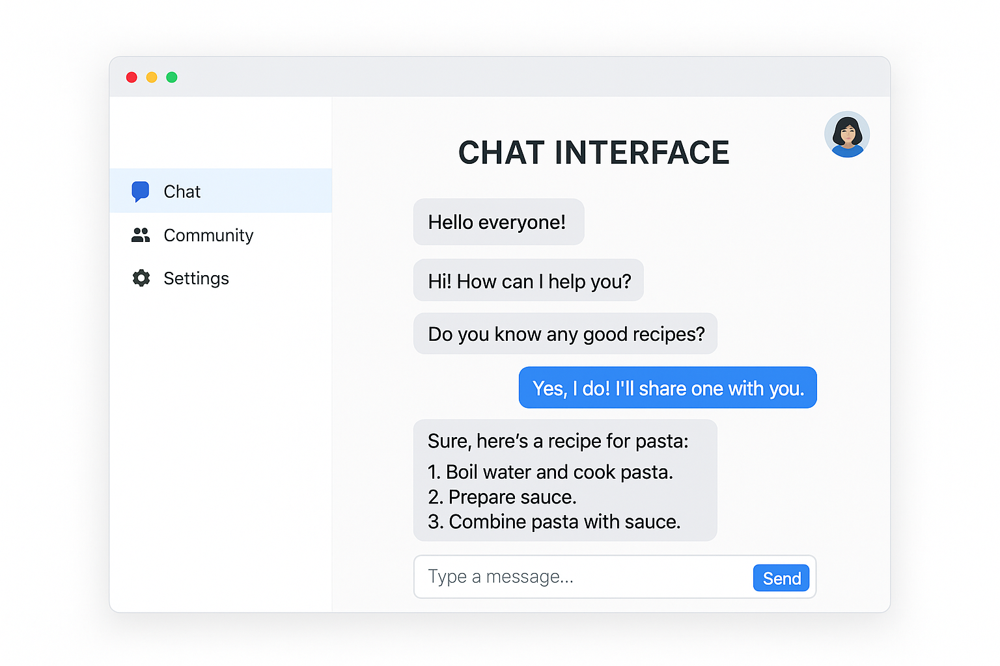 Chat
Community
Settings
CHAT INTERFACE
Hello everyone!
Hi! How can I help you?
Do you know any good recipes?
Yes, I do! I'll share one with you.
Sure, here’s a recipe for pasta:
1. Boil water and cook pasta.
2. Prepare sauce.
3. Combine pasta with sauce.
Type a message...
Send